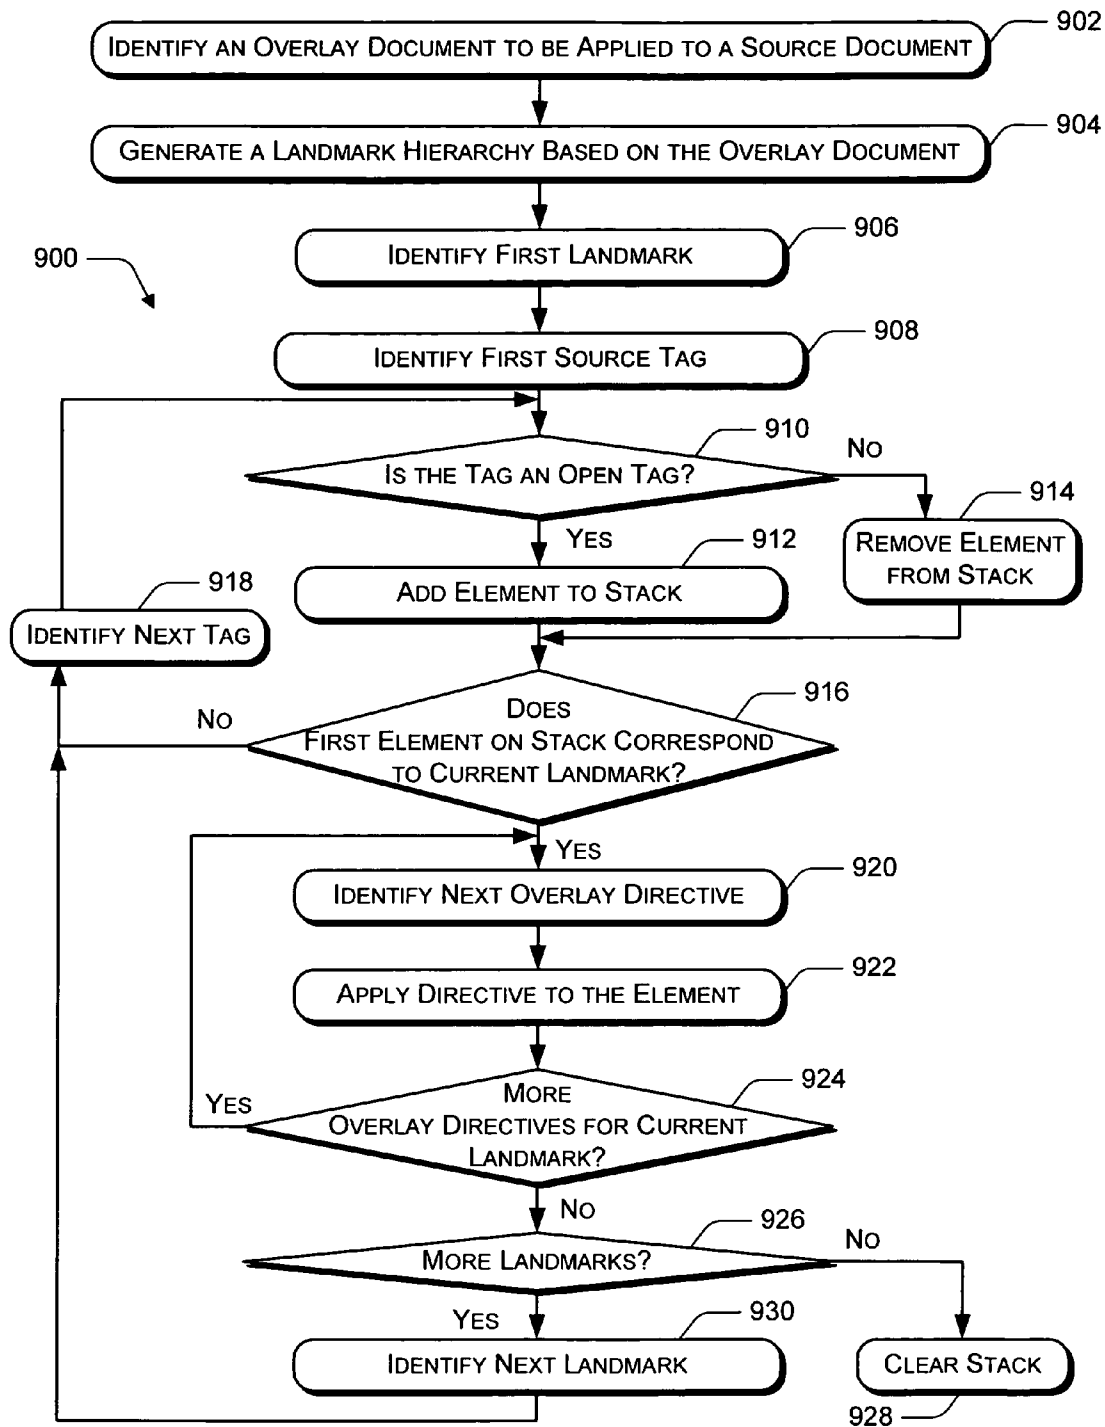 902
IDENTIFY AN OVERLAY DOCUMENT TO BE APPLIED TO A SOURCE DOCUMENT
904
GENERATE A LANDMARK HIERARCHY BASED ON THE OVERLAY DOCUMENT
906
IDENTIFY FIRST LANDMARK
900
908
IDENTIFY FIRST SOURCE TAG
910
NO
IS THE TAG AN OPEN TAG?
914
YES
912
REMOVE ELEMENT
FROM STACK
ADD ELEMENT TO STACK
918
IDENTIFY NEXT TAG
916
NO
DOES
FIRST ELEMENT ON STACK CORRESPOND
TO CURRENT LANDMARK?
YES
920
IDENTIFY NEXT OVERLAY DIRECTIVE
922
APPLY DIRECTIVE TO THE ELEMENT
924
YES
MORE
OVERLAY DIRECTIVES FOR CURRENT
LANDMARK?
NO
926
NO
MORE LANDMARKS?
YES
930
IDENTIFY NEXT LANDMARK
CLEAR STACK
928